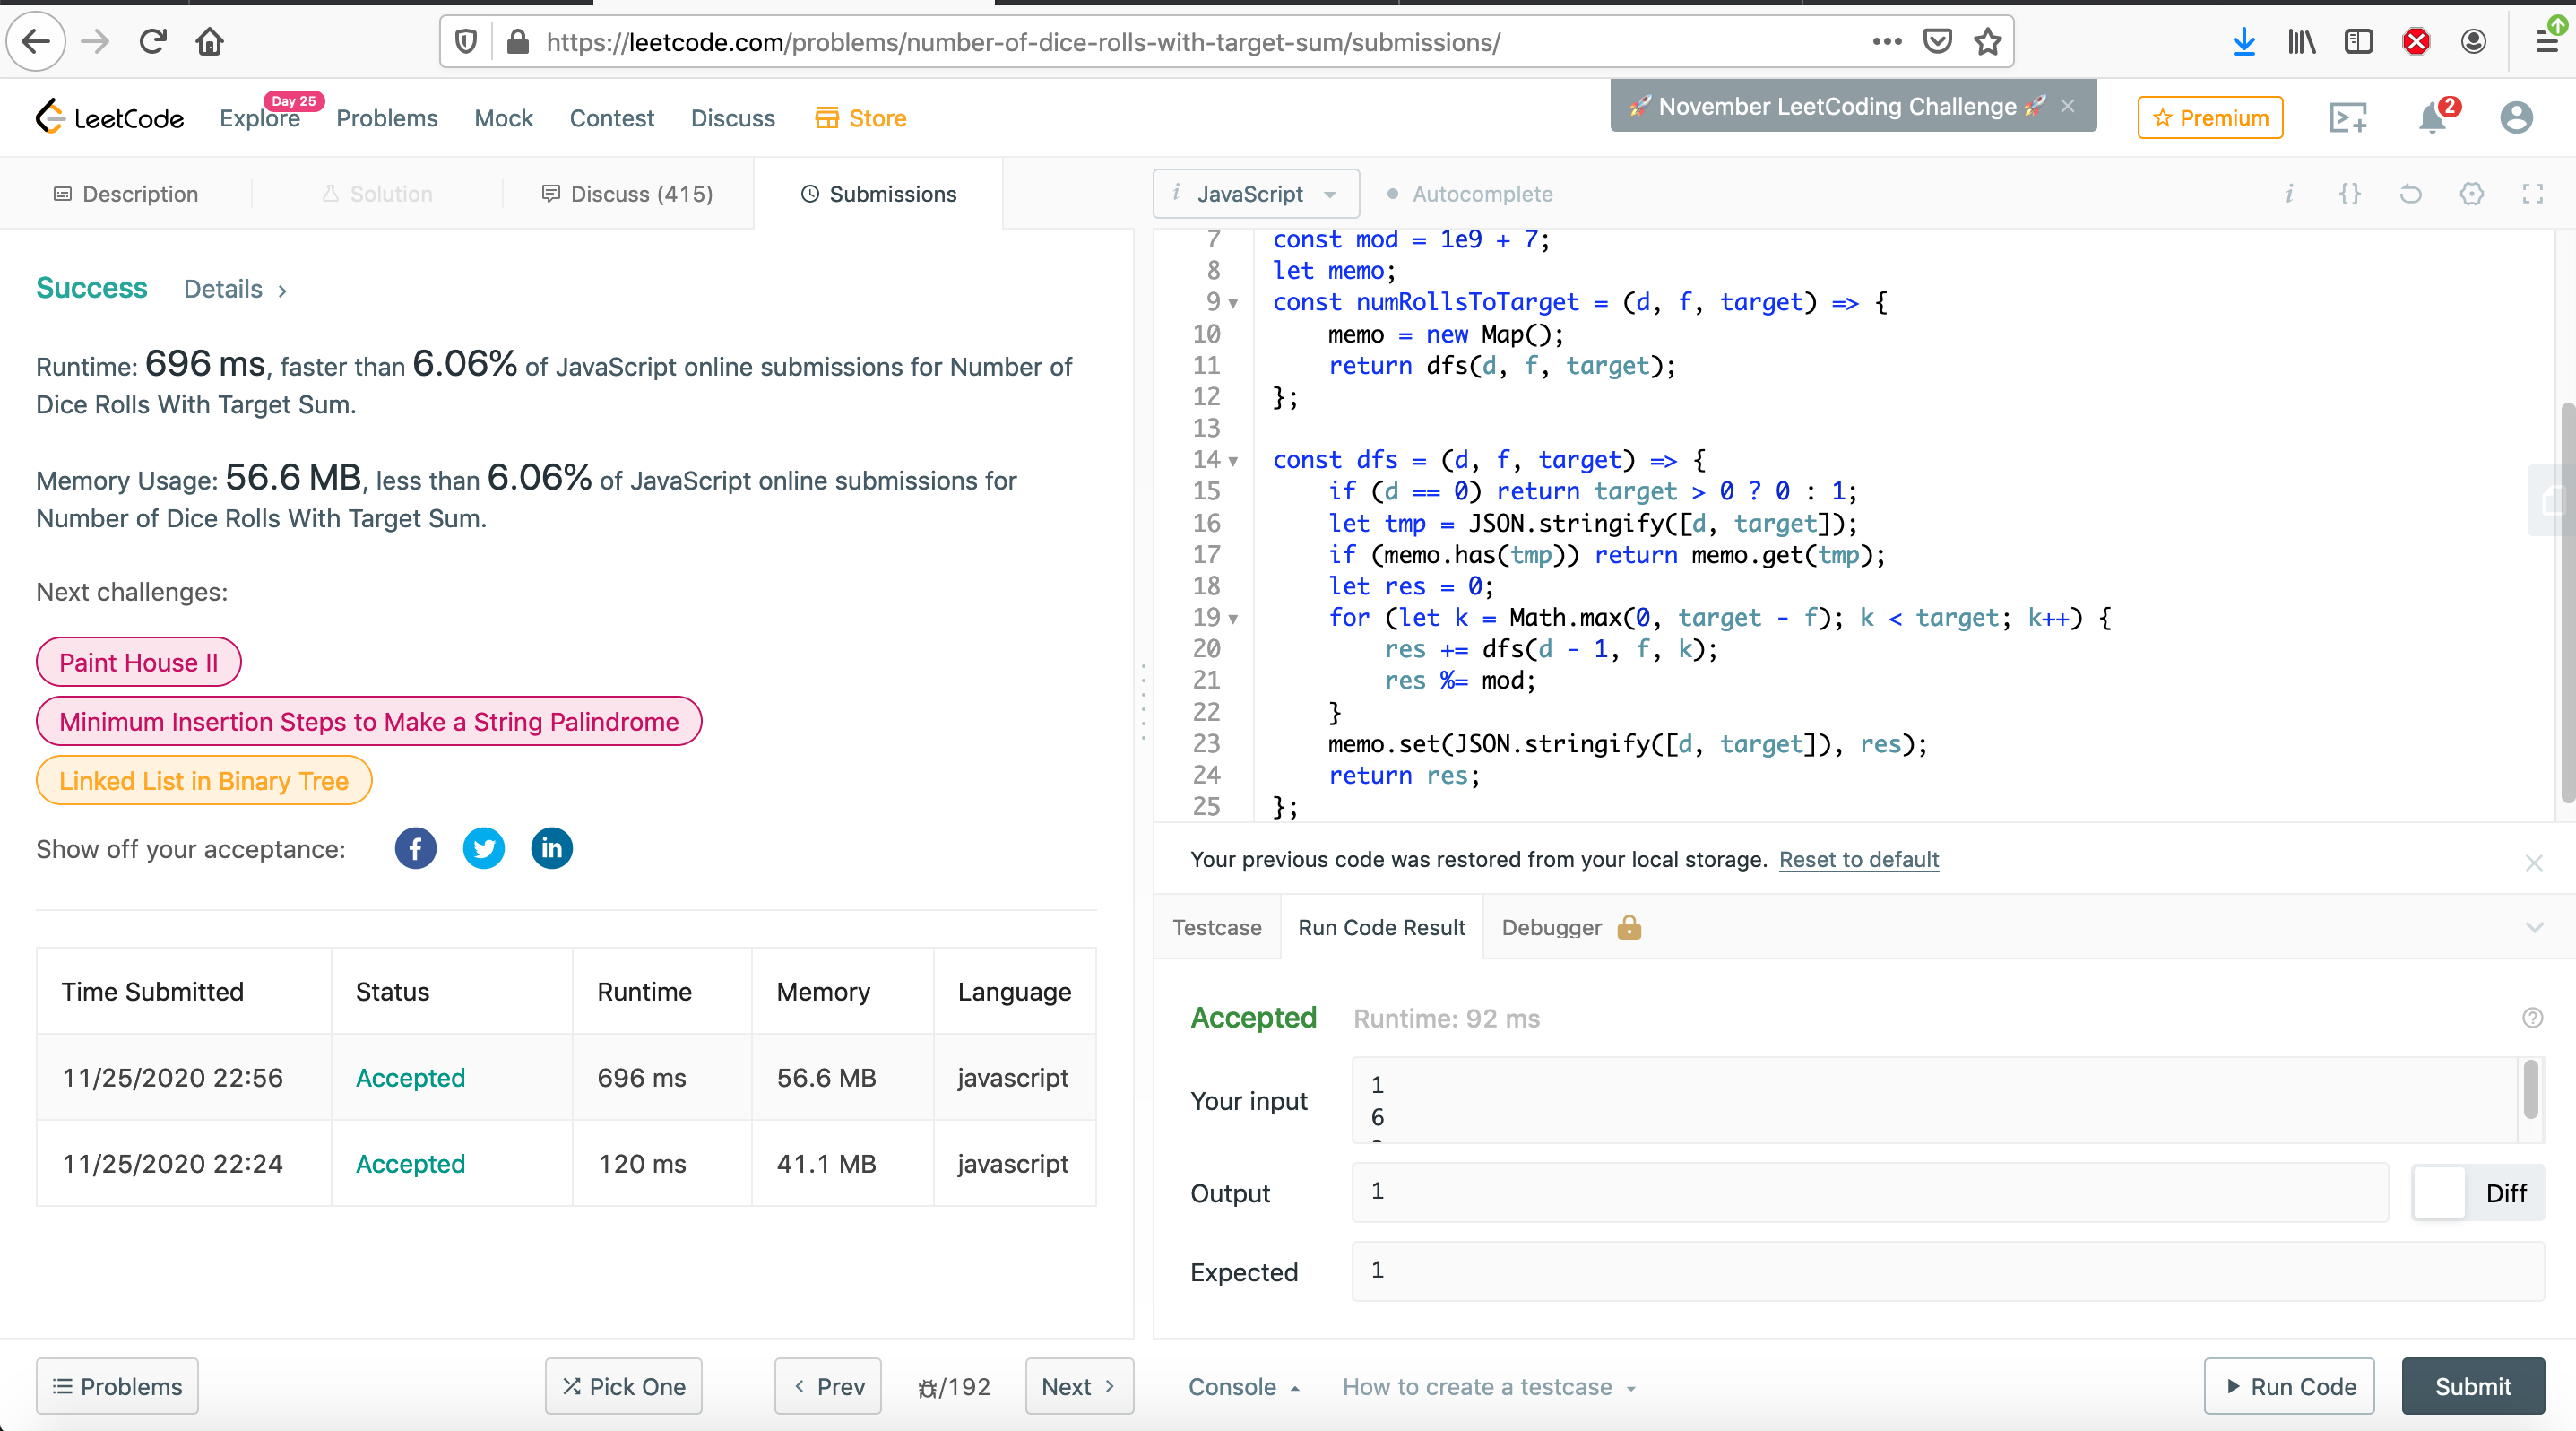 https://leetcode.com/problems/number-of-dice-rolls-with-target-sum/submissions/
LeetCode
Explore
Day 25
Problems
Mock
Contest
Discuss
Store
🚀 November LeetCoding Challenge 🚀
Premium
2
Description
Solution
Discuss (415)
Submissions
Success
Details
Runtime: 696 ms, faster than 6.06% of JavaScript online submissions for Number of
Dice Rolls With Target Sum.
Memory Usage: 56.6 MB, less than 6.06% of JavaScript online submissions for
Number of Dice Rolls With Target Sum.
Next challenges:
Paint House II
Minimum Insertion Steps to Make a String Palindrome
Linked List in Binary Tree
Show off your acceptance:
Time Submitted Status Runtime Memory Language
11/25/2020 22:56 Accepted 696 ms 56.6 MB javascript
11/25/2020 22:24 Accepted 120 ms 41.1 MB javascript
Problems
Pick One
Prev
/192
Next
i JavaScript
Autocomplete
7 const mod = 1e9 + 7;
8 let memo;
9 const numRollsToTarget = (d, f, target) => {
10     memo = new Map();
11     return dfs(d, f, target);
12 };
13
14 const dfs = (d, f, target) => {
15     if (d == 0) return target > 0 ? 0 : 1;
16     let tmp = JSON.stringify([d, target]);
17     if (memo.has(tmp)) return memo.get(tmp);
18     let res = 0;
19     for (let k = Math.max(0, target - f); k < target; k++) {
20         res += dfs(d - 1, f, k);
21         res %= mod;
22     }
23     memo.set(JSON.stringify([d, target]), res);
24     return res;
25 };
Your previous code was restored from your local storage. Reset to default
Testcase
Run Code Result
Debugger
Accepted
Runtime: 92 ms
Your input
1
6
Output
1
Diff
Expected
1
Console
How to create a testcase
Run Code
Submit